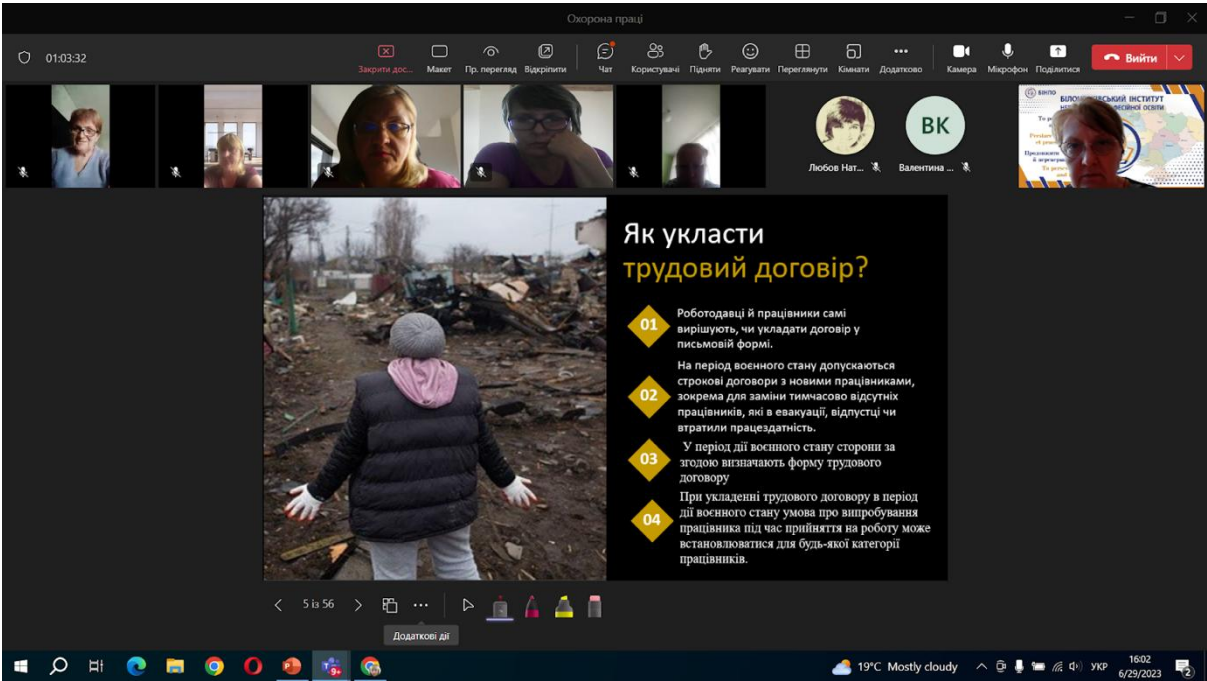 Охорона праці
01:03:32
Закрити дос...
Макет
Пр. перегляд
Відкріпити
Чат
Користувачі
Підняти
Реагувати
Переглянути
Кімнати
Додатково
Камера
Мікрофон
Поділитися
Вийти
Любов Нат...
ВК
Валентина ...
БІНПО
ІНСТИТУТ
Як укласти
трудовий договір?
01
Роботодавці й працівники самі
вирішують, чи укладати договір у
письмовій формі.
02
На період воєнного стану допускаються
строкові договори з новими працівниками,
зокрема для заміни тимчасово відсутніх
працівників, які в евакуації, відпустці чи
втратили працездатність.
03
У період дії воєнного стану сторони за
згодою визначають форму трудового
договору
04
При укладенні трудового договору в період
дії воєнного стану умова про випробування
працівника під час прийняття на роботу може
встановлюватися для будь-якої категорії
працівників.
5 із 56
Додаткові дії
9+
19°C Mostly cloudy
УКР
16:02
6/29/2023
2